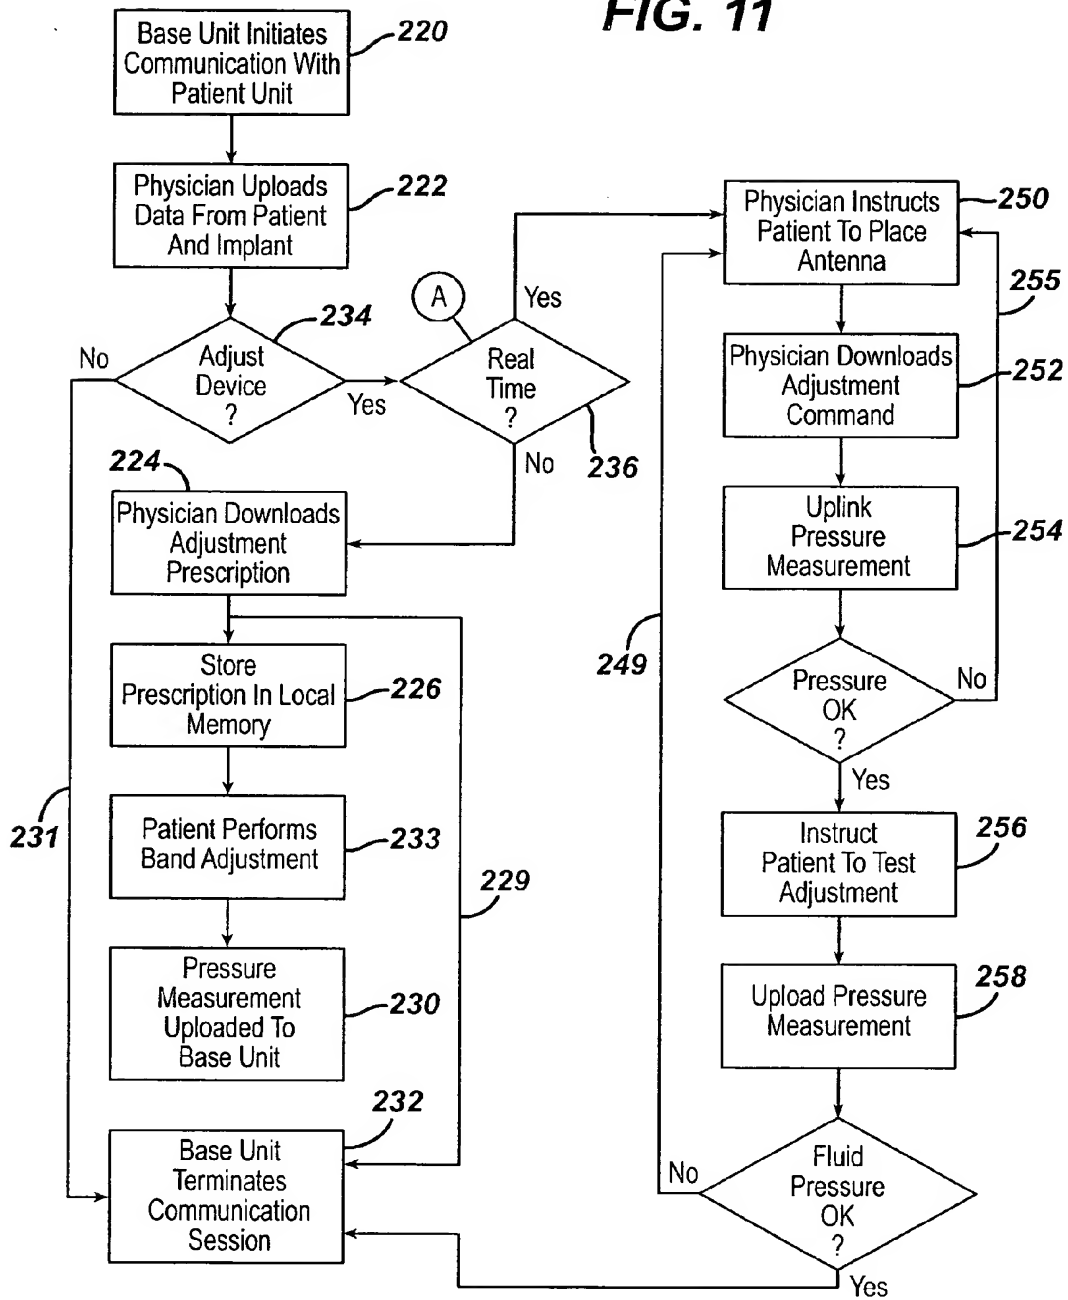 FIG. 11
Base Unit Initiates
Communication With
Patient Unit
220
Physician Uploads
Data From Patient
And Implant
222
Adjust
Device
?
234
No
Yes
A
Real
Time
?
236
Yes
No
224
Physician Downloads
Adjustment
Prescription
Store
Prescription In Local
Memory
226
Patient Performs
Band Adjustment
233
Pressure
Measurement
Uploaded To
Base Unit
230
231
229
232
Base Unit
Terminates
Communication
Session
Physician Instructs
Patient To Place
Antenna
250
255
Physician Downloads
Adjustment
Command
252
Uplink
Pressure
Measurement
254
249
Pressure
OK
?
No
Yes
Instruct
Patient To Test
Adjustment
256
Upload Pressure
Measurement
258
Fluid
Pressure
OK
?
No
Yes